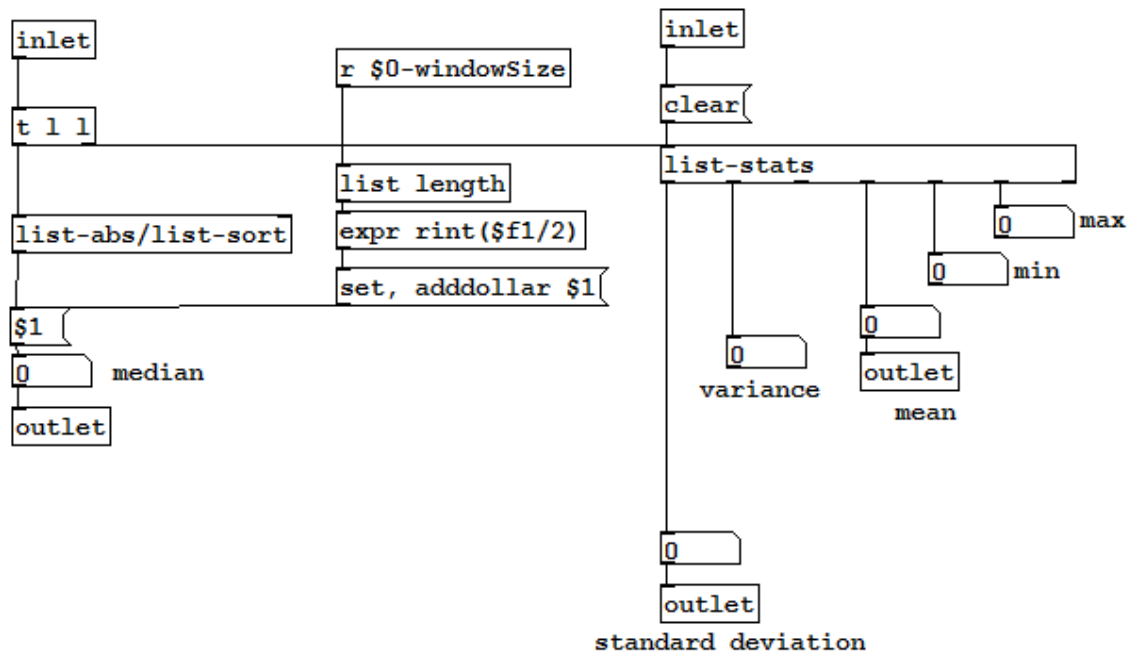 inlet
inlet
r $0-windowSize
clear
t l l
list-stats
list length
list-abs/list-sort
expr rint($f1/2)
0
max
0
min
set, adddollar $1
$1
0
0
0
median
outlet
variance
outlet
mean
0
outlet
standard deviation